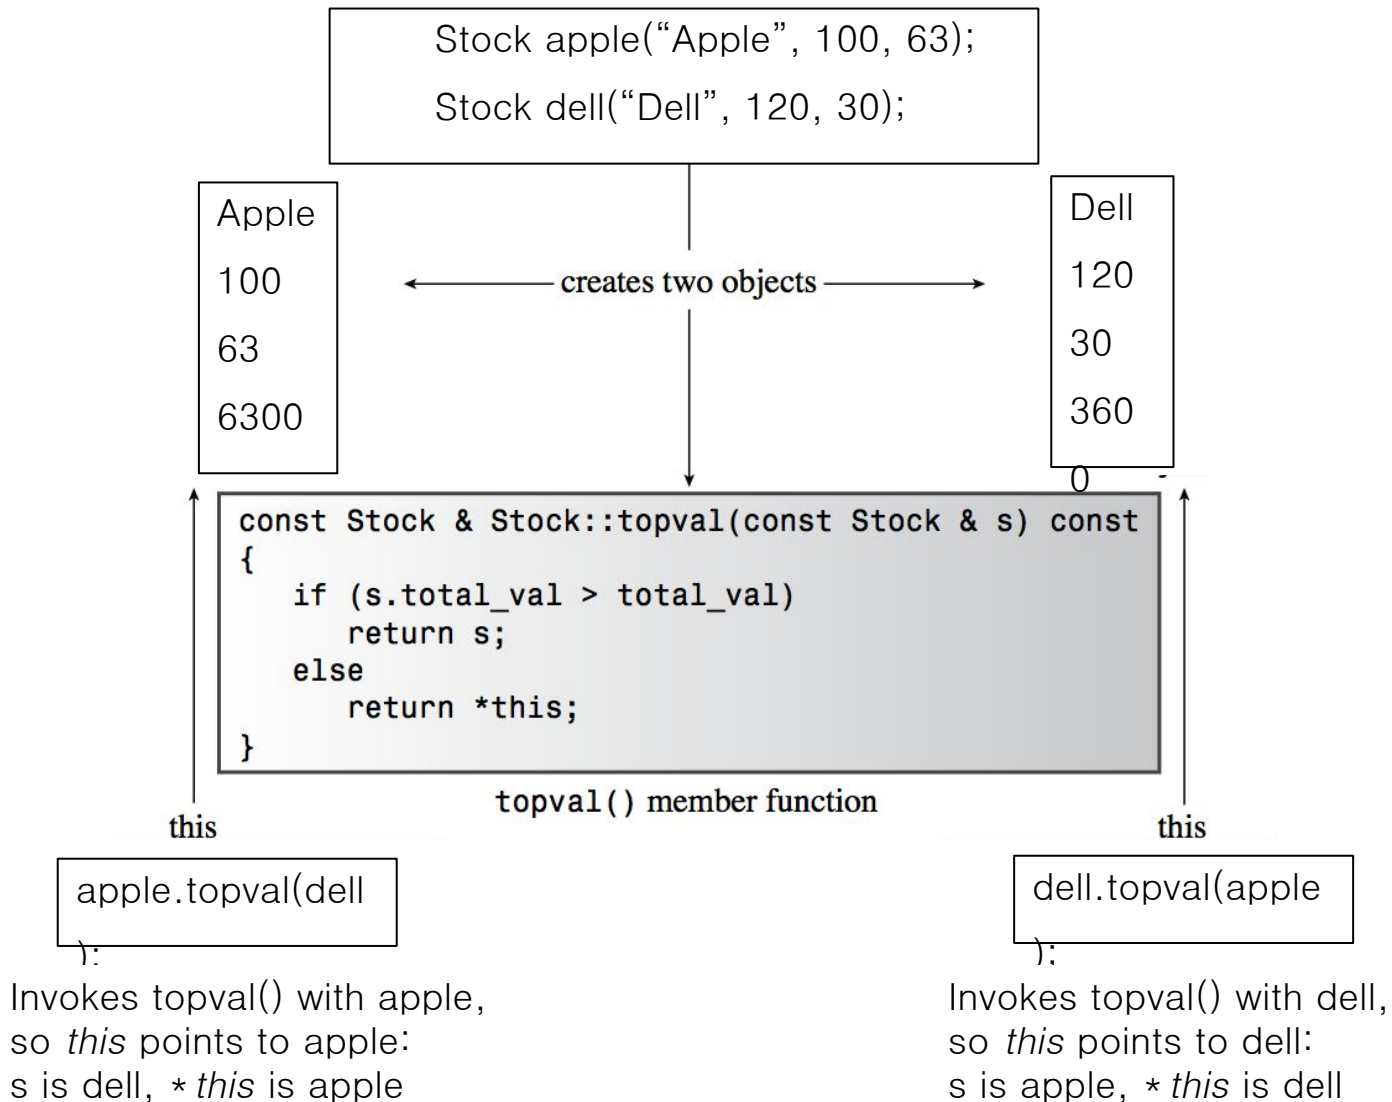 Stock apple(“Apple”, 100, 63);
Stock dell(“Dell”, 120, 30);
Apple
100
63
6300
creates two objects
Dell
120
30
360
0
const Stock & Stock::topval(const Stock & s) const
{
if (s.total_val > total_val)
return s;
else
return *this;
}
topval() member function
this
this
apple.topval(dell
);
Invokes topval() with apple,
so this points to apple:
s is dell, *this is apple
dell.topval(apple
);
Invokes topval() with dell,
so this points to dell:
s is apple, *this is dell